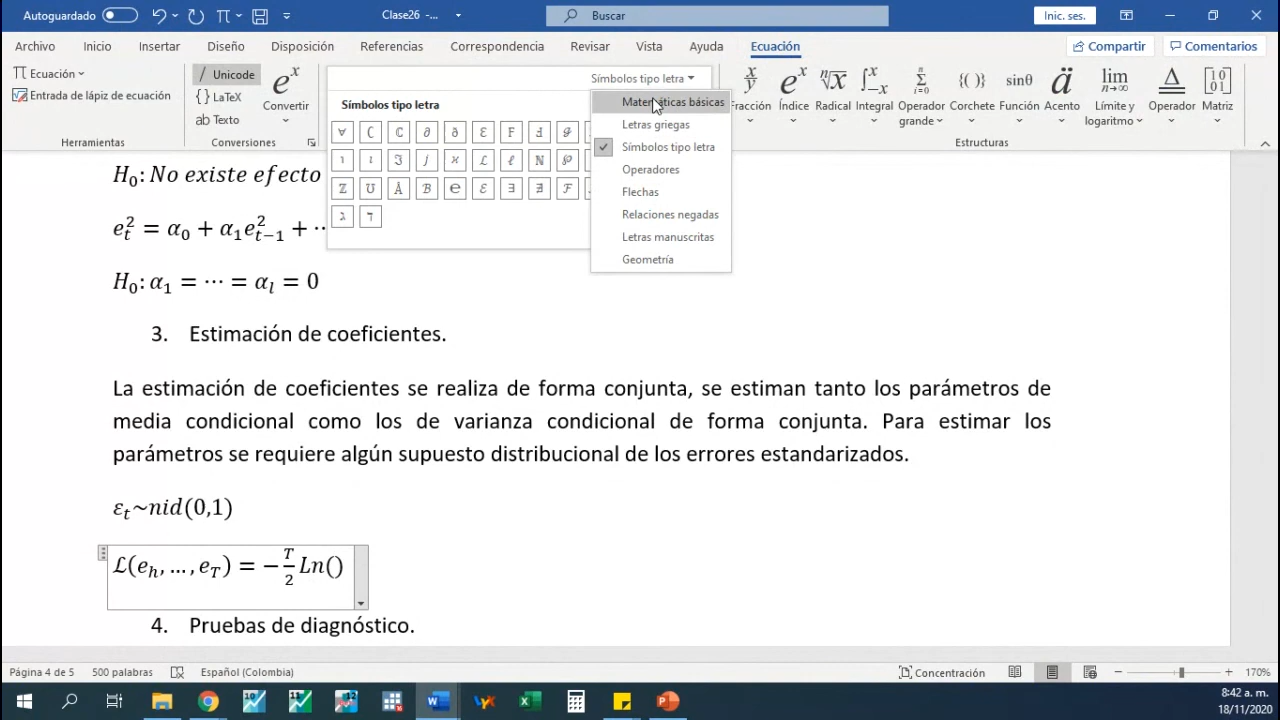 Autoguardado
Clase26 -...
Buscar
Inic. ses.
Archivo Inicio Insertar Diseño Disposición Referencias Correspondencia Revisar Vista Ayuda Ecuación
Compartir Comentarios
Ecuación
Entrada de lápiz de ecuación
Herramientas
Unicode
LaTeX
Texto
Convertir
Conversiones
Símbolos tipo letra
Símbolos tipo letra
∀ ∁ ℂ ∂ ð ℇ Ϝ Ⅎ ℊ
℩ ℑ 𝒿 ϰ ℒ ℓ ℕ ℘
ℤ ℧ Å ℬ ℮ ℰ ∃ ∄ ℱ
ℷ ℸ
Matemáticas básicas
Letras griegas
Símbolos tipo letra
Operadores
Flechas
Relaciones negadas
Letras manuscritas
Geometría
Fracción Índice Radical Integral Operador grande Corchete Función Acento Límite y logaritmo Operador Matriz
Estructuras
H₀: No existe efecto
eₜ² = α₀ + α₁eₜ₋₁² + ··
H₀: α₁ = ⋯ = αₗ = 0
3. Estimación de coeficientes.
La estimación de coeficientes se realiza de forma conjunta, se estiman tanto los parámetros de
media condicional como los de varianza condicional de forma conjunta. Para estimar los
parámetros se requiere algún supuesto distribucional de los errores estandarizados.
εₜ~nid(0,1)
ℒ(eₕ, … , e_T) = −T/2 Ln()
4. Pruebas de diagnóstico.
Página 4 de 5 500 palabras Español (Colombia) Concentración 170%
8:42 a. m.
18/11/2020